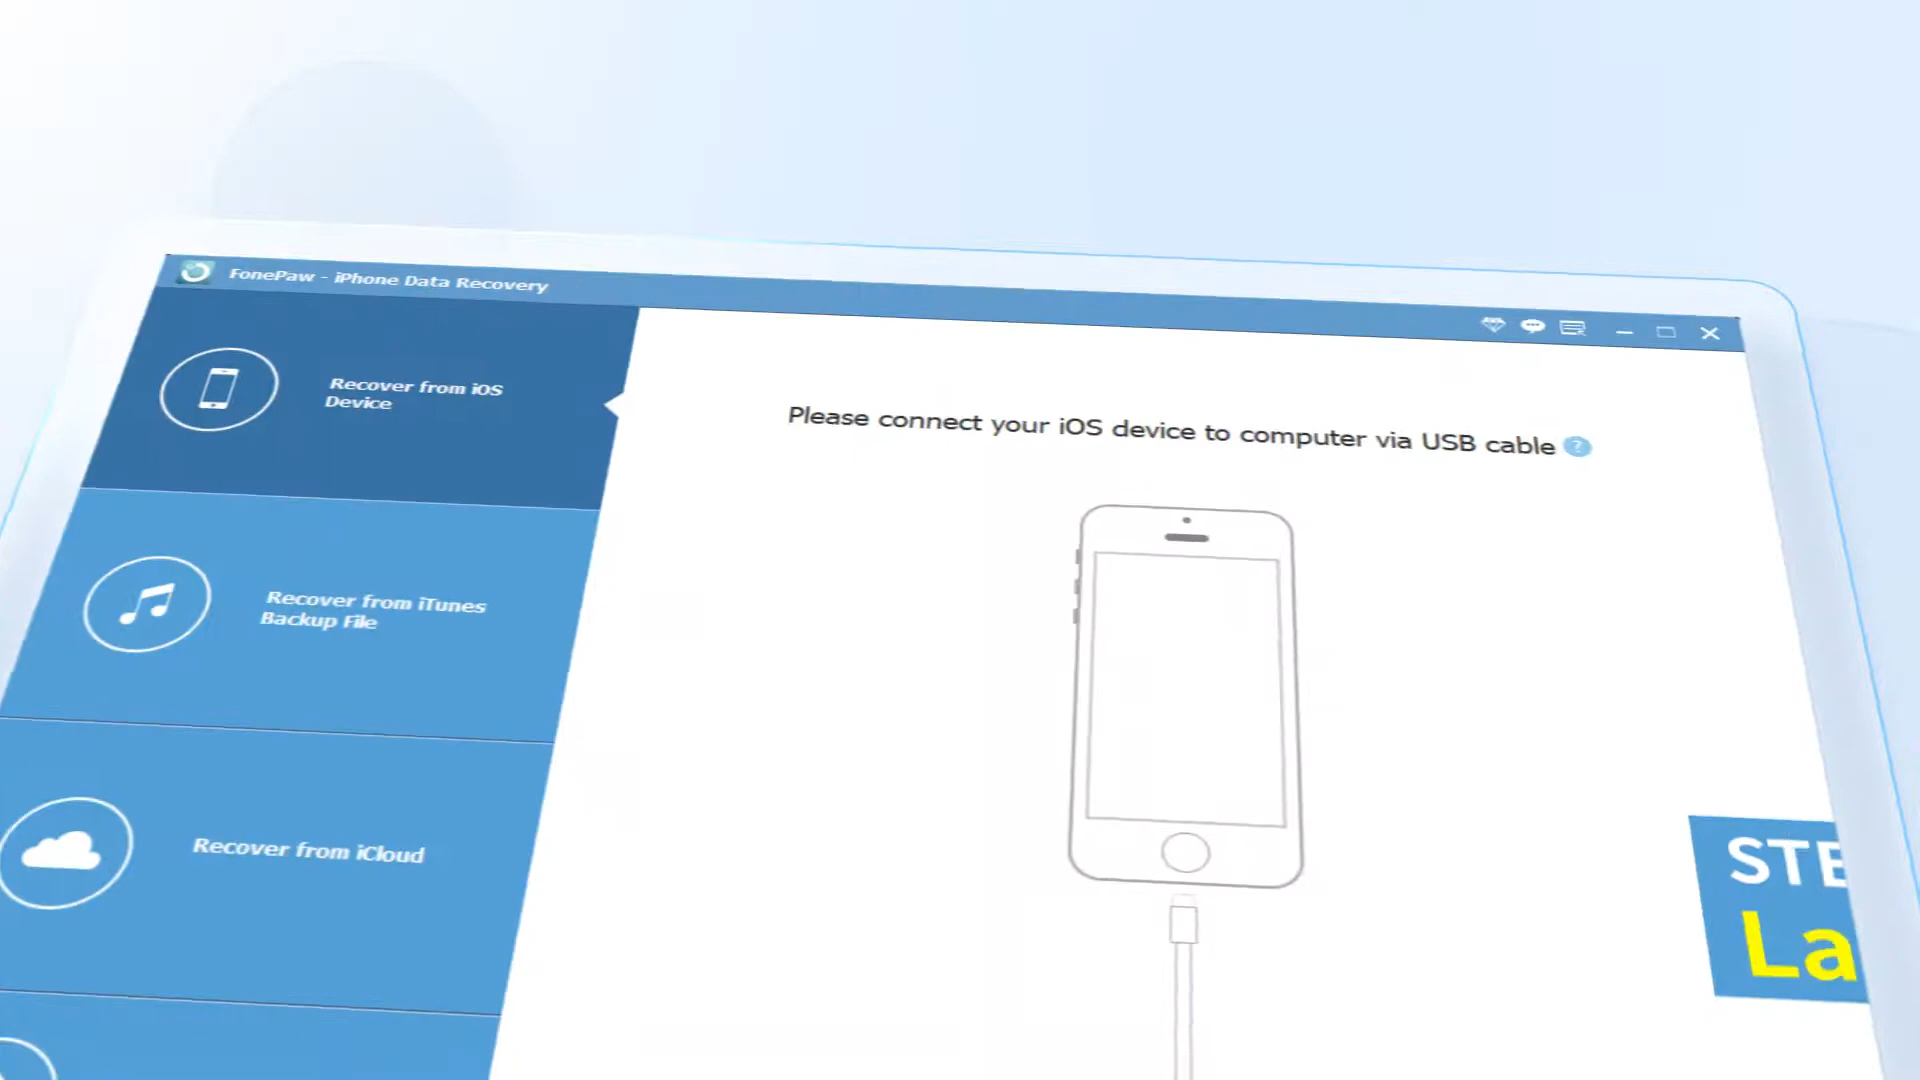 FonePaw - iPhone Data Recovery
Recover from iOS
Device
Please connect your iOS device to computer via USB cable ?
Recover from iTunes
Backup File
Recover from iCloud
STE
La